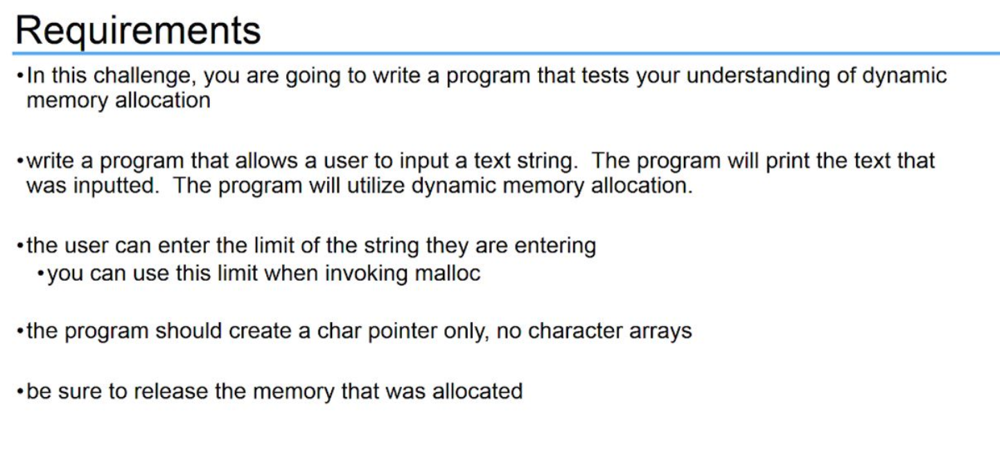 Requirements
•In this challenge, you are going to write a program that tests your understanding of dynamic
memory allocation
•write a program that allows a user to input a text string.  The program will print the text that
was inputted.  The program will utilize dynamic memory allocation.
•the user can enter the limit of the string they are entering
•you can use this limit when invoking malloc
•the program should create a char pointer only, no character arrays
•be sure to release the memory that was allocated